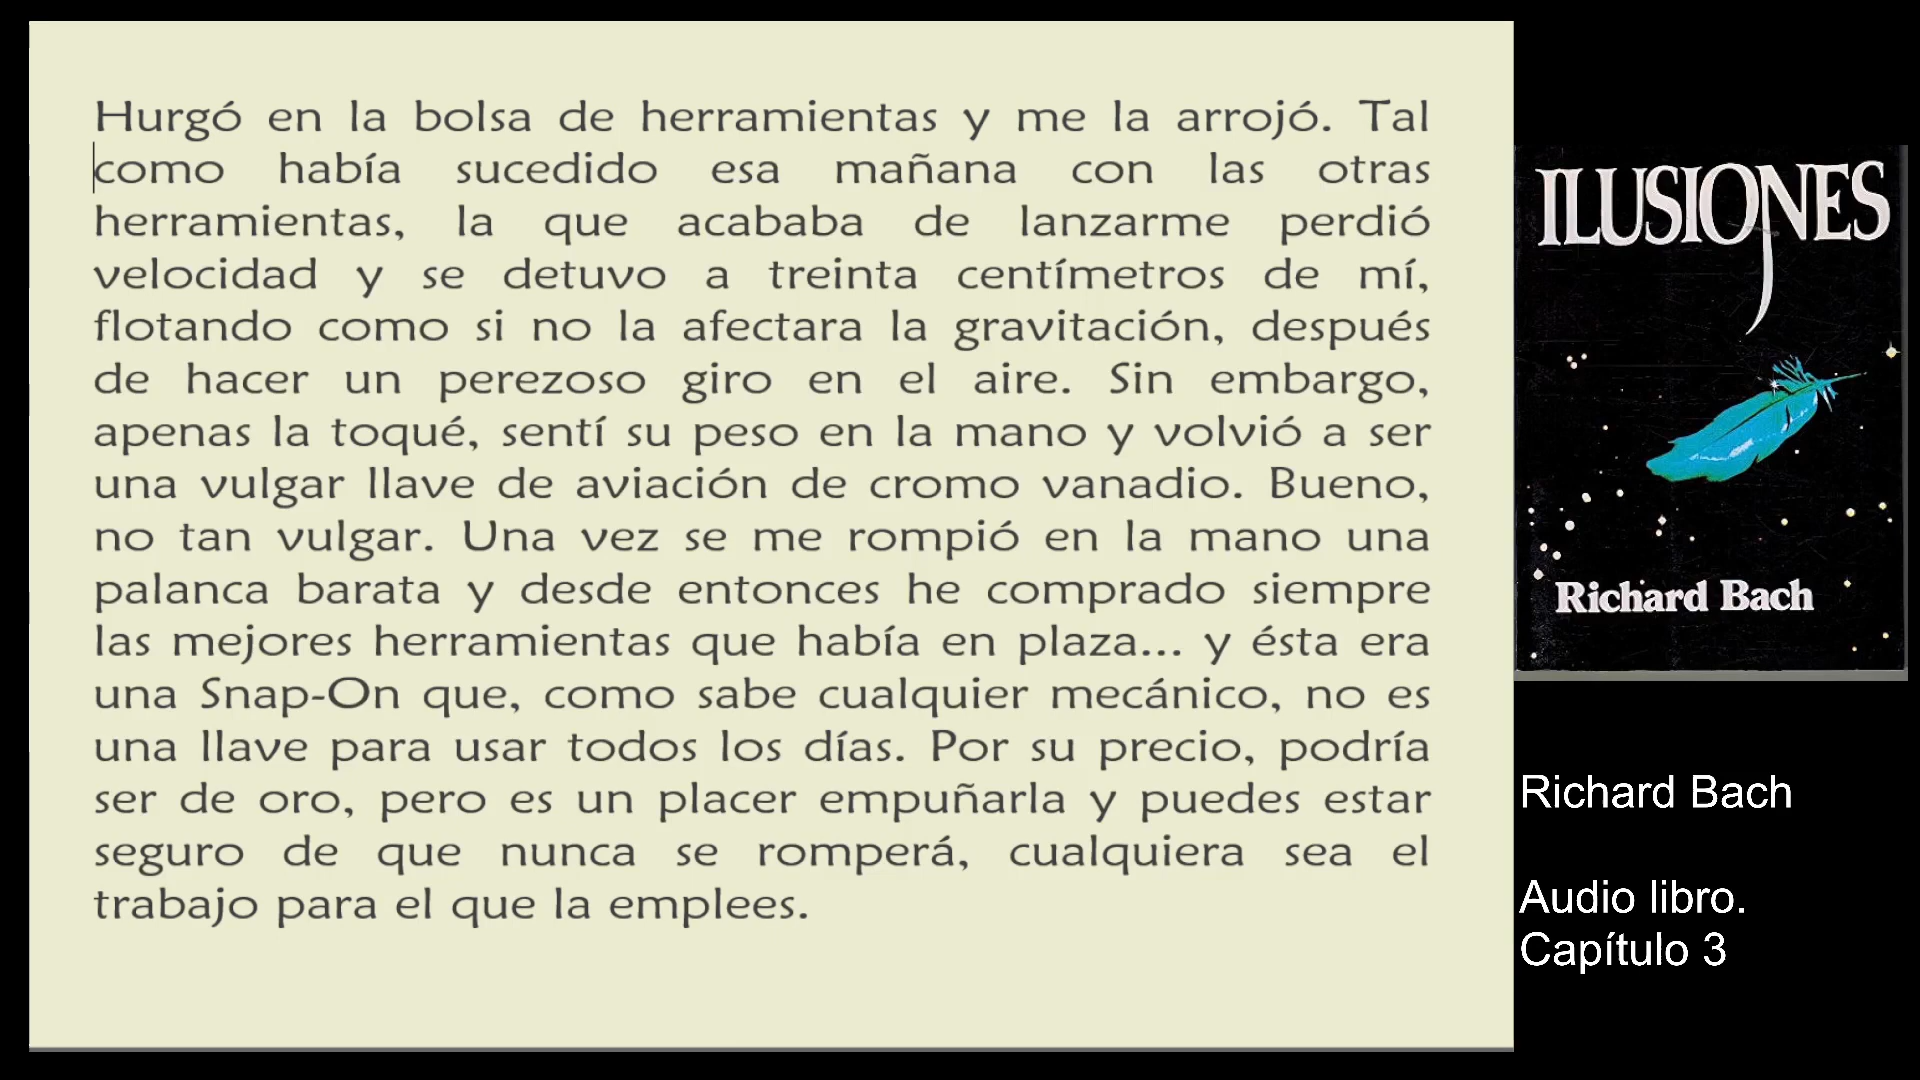 Hurgó en la bolsa de herramientas y me la arrojó. Tal
como había sucedido esa mañana con las otras
herramientas, la que acababa de lanzarme perdió
velocidad y se detuvo a treinta centímetros de mí,
flotando como si no la afectara la gravitación, después
de hacer un perezoso giro en el aire. Sin embargo,
apenas la toqué, sentí su peso en la mano y volvió a ser
una vulgar llave de aviación de cromo vanadio. Bueno,
no tan vulgar. Una vez se me rompió en la mano una
palanca barata y desde entonces he comprado siempre
las mejores herramientas que había en plaza... y ésta era
una Snap-On que, como sabe cualquier mecánico, no es
una llave para usar todos los días. Por su precio, podría
ser de oro, pero es un placer empuñarla y puedes estar
seguro de que nunca se romperá, cualquiera sea el
trabajo para el que la emplees.
ILUSIONES
Richard Bach
Richard Bach
Audio libro.
Capítulo 3